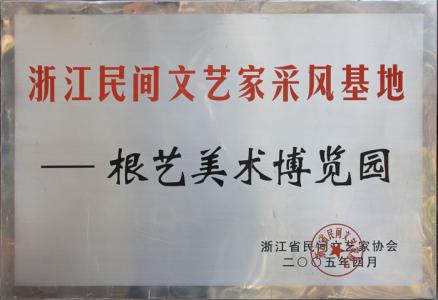 浙江民间文艺家采风基地
——根艺美术博览园
浙江省民间文艺家协会
二〇〇五年四月